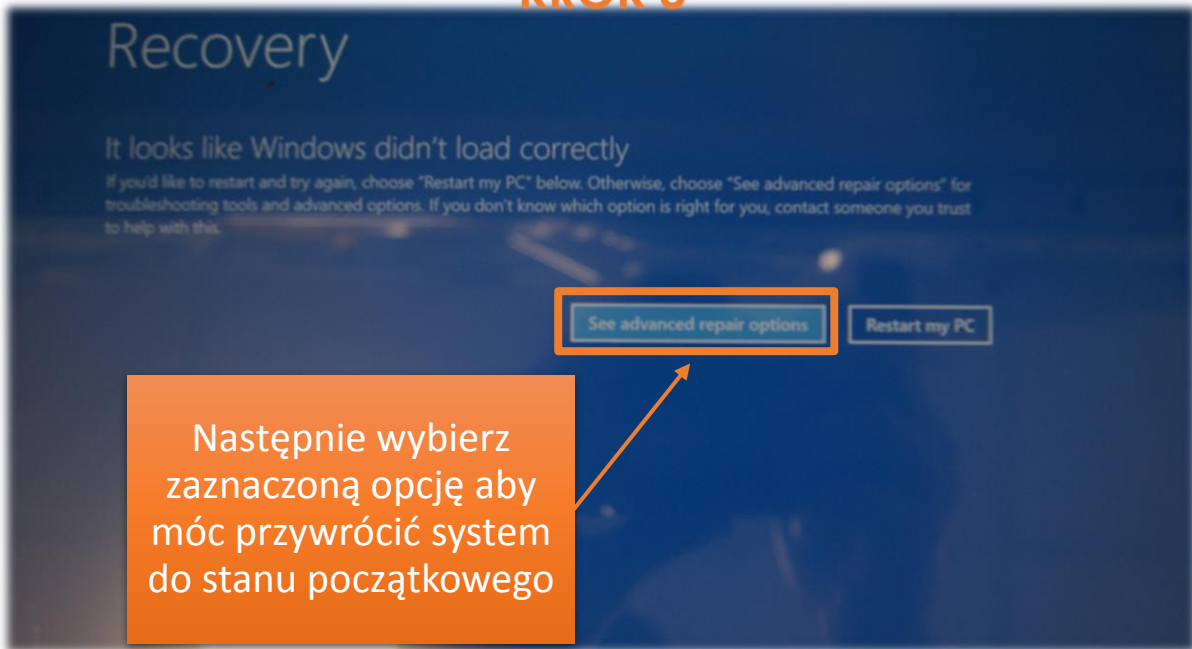 KROK
Recovery
It looks like Windows didn't load correctly
If you'd like to restart and try again, choose "Restart my PC" below. Otherwise, choose "See advanced repair options" for
troubleshooting tools and advanced options. If you don't know which option is right for you, contact someone you trust
to help with this.
See advanced repair options
Restart my PC
Następnie wybierz
zaznaczoną opcję aby
móc przywrócić system
do stanu początkowego